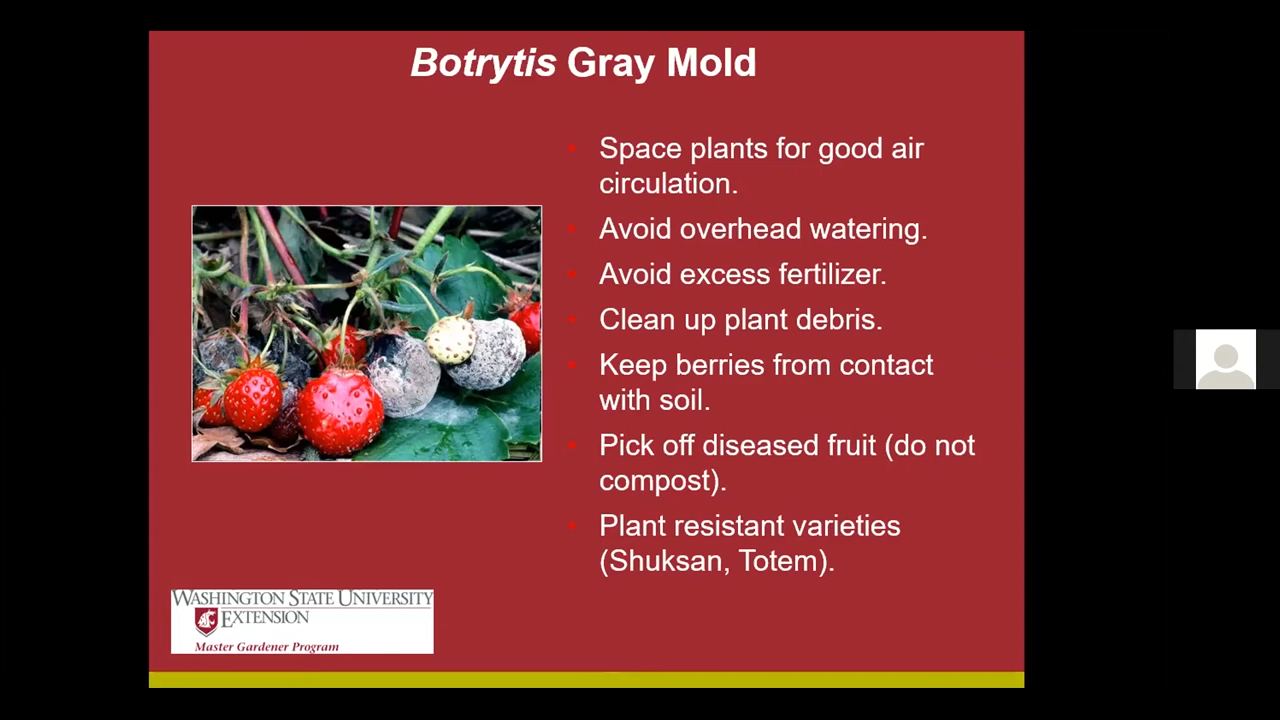 Botrytis Gray Mold
• Space plants for good air
circulation.
• Avoid overhead watering.
• Avoid excess fertilizer.
• Clean up plant debris.
• Keep berries from contact
with soil.
• Pick off diseased fruit (do not
compost).
• Plant resistant varieties
(Shuksan, Totem).
WASHINGTON STATE UNIVERSITY
EXTENSION
Master Gardener Program